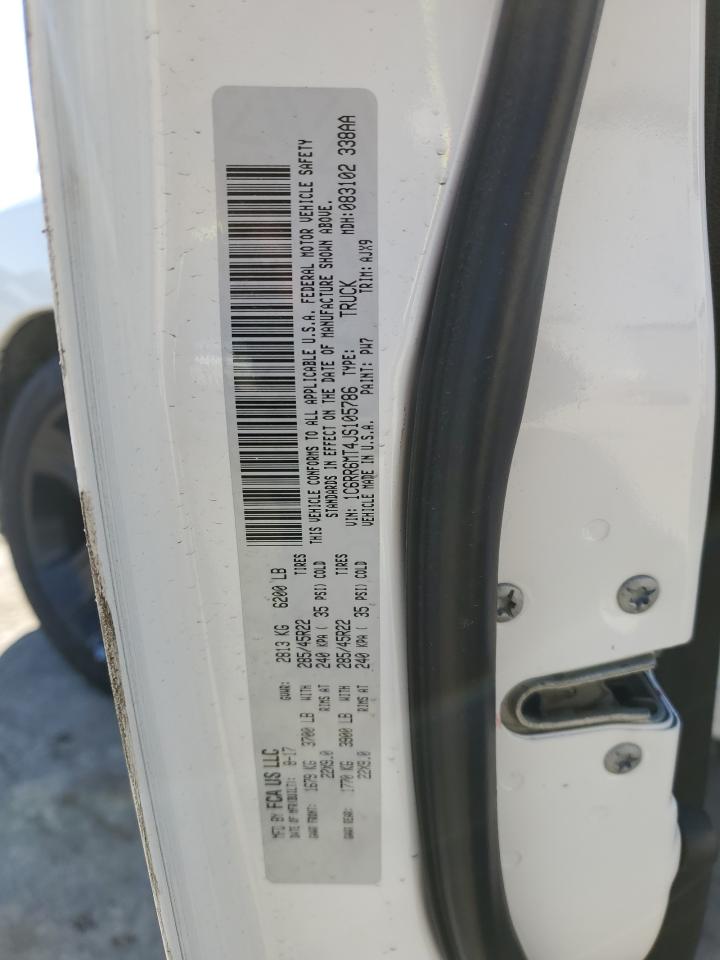 MFD BY: FCA US LLC
DATE OF MFR(BUILT): 8-17 GVWR: 2813 KG 6200 LB
GAWR FRONT: 1679 KG 3700 LB WITH 285/45R22 TIRES
22X9.0 RIMS AT 240 KPA ( 35 PSI) COLD
GAWR REAR: 1770 KG 3900 LB WITH 285/45R22 TIRES
22X9.0 RIMS AT 240 KPA ( 35 PSI) COLD
THIS VEHICLE CONFORMS TO ALL APPLICABLE U.S.A. FEDERAL MOTOR VEHICLE SAFETY
STANDARDS IN EFFECT ON THE DATE OF MANUFACTURE SHOWN ABOVE.
VIN: 1C6RR6MT4JS105786 TYPE: TRUCK MDH:083102 338AA
VEHICLE MADE IN U.S.A. PAINT: PW7 TRIM: AJX9